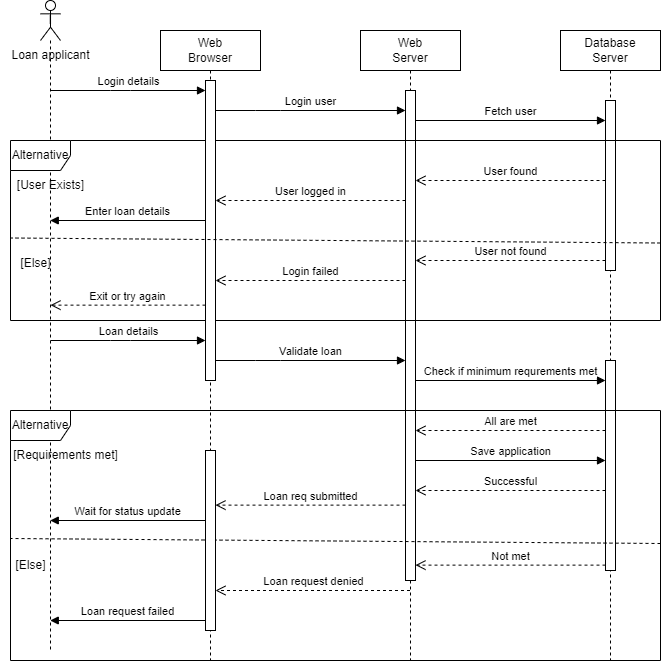 Loan applicant
Web
Browser
Web
Server
Database
Server
Login details
Login user
Fetch user
Alternative
[User Exists]
User found
User logged in
Enter loan details
[Else]
User not found
Login failed
Exit or try again
Loan details
Validate loan
Check if minimum requrements met
Alternative
[Requirements met]
All are met
Save application
Successful
Loan req submitted
Wait for status update
[Else]
Not met
Loan request denied
Loan request failed